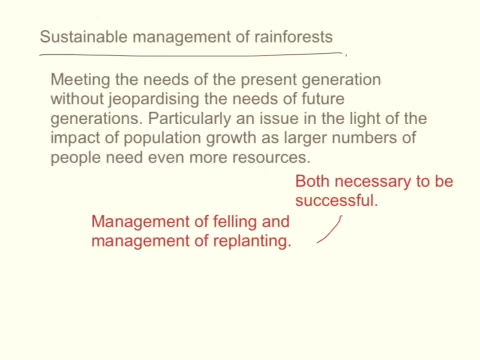 Sustainable management of rainforests
Meeting the needs of the present generation
without jeopardising the needs of future
generations. Particularly an issue in the light of the
impact of population growth as larger numbers of
people need even more resources.
Both necessary to be
successful.
Management of felling and
management of replanting.